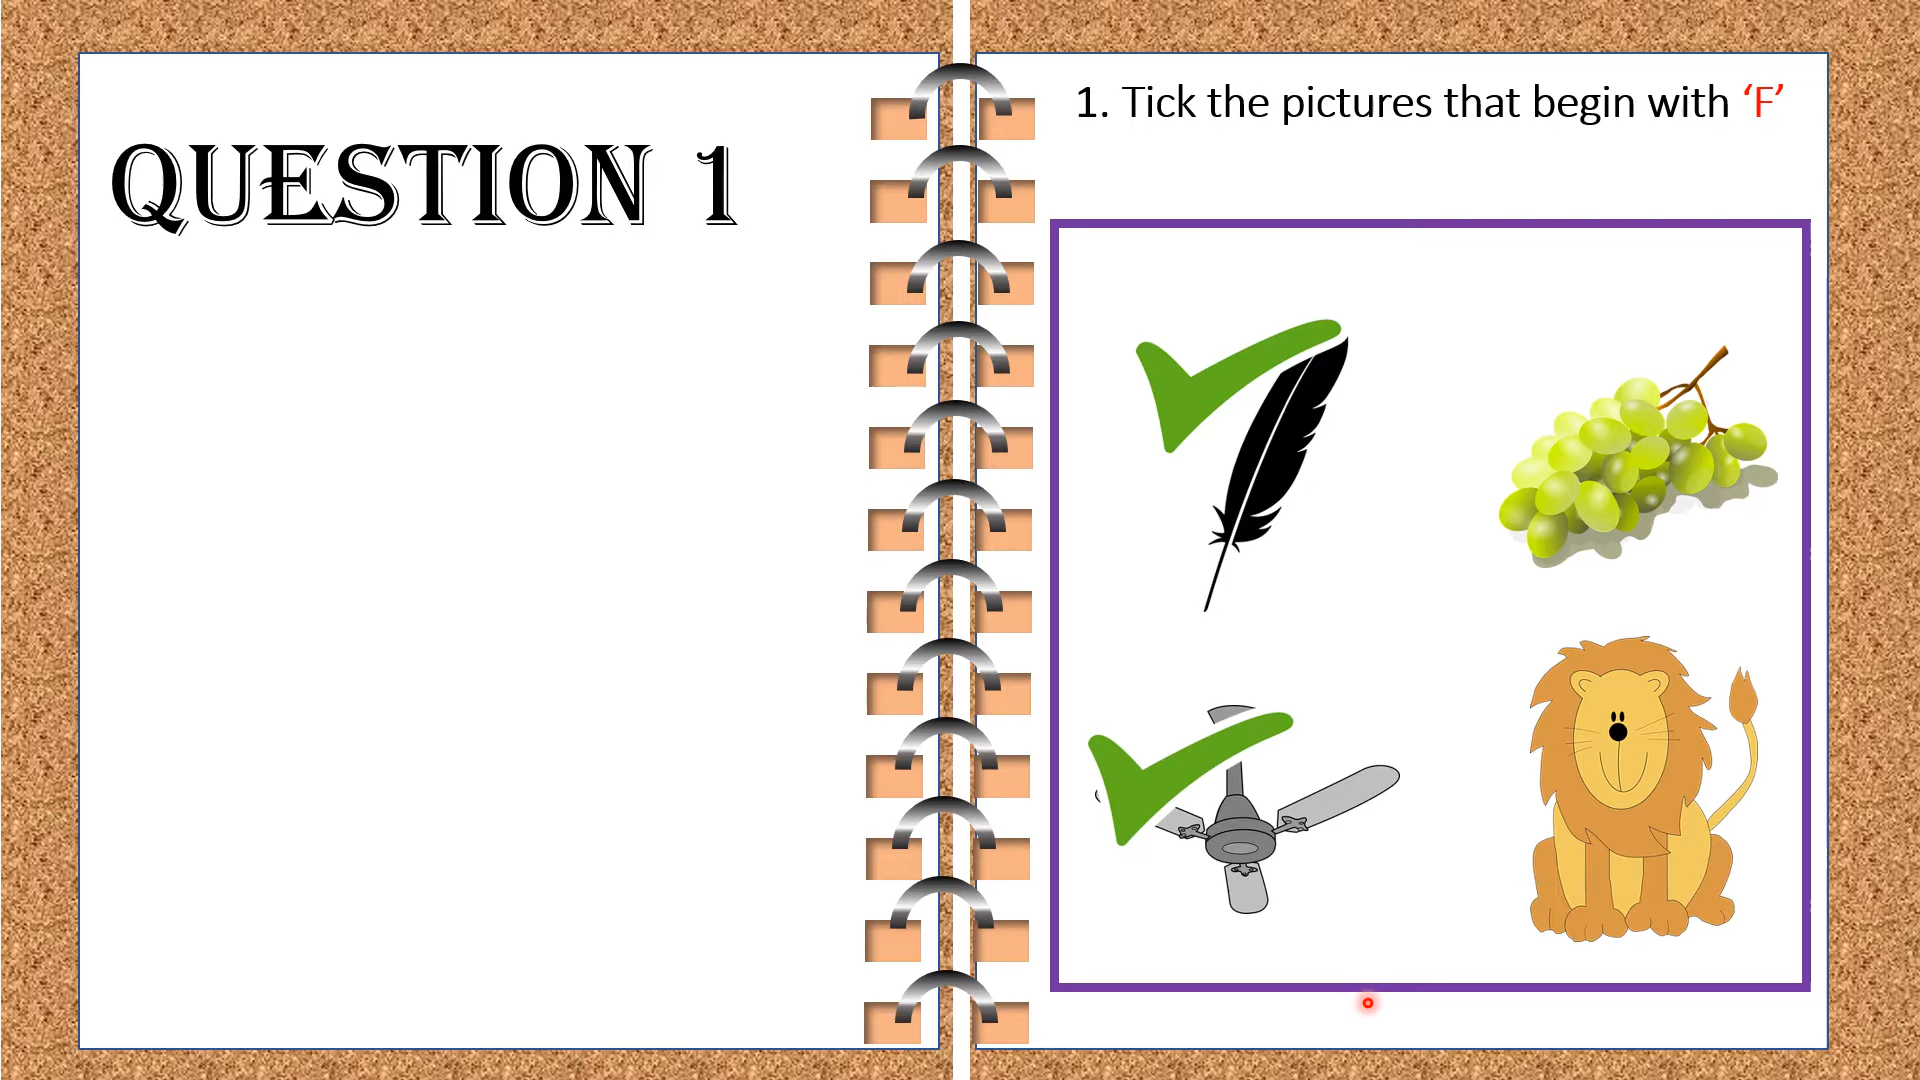 QUESTION 1
1. Tick the pictures that begin with ‘F’